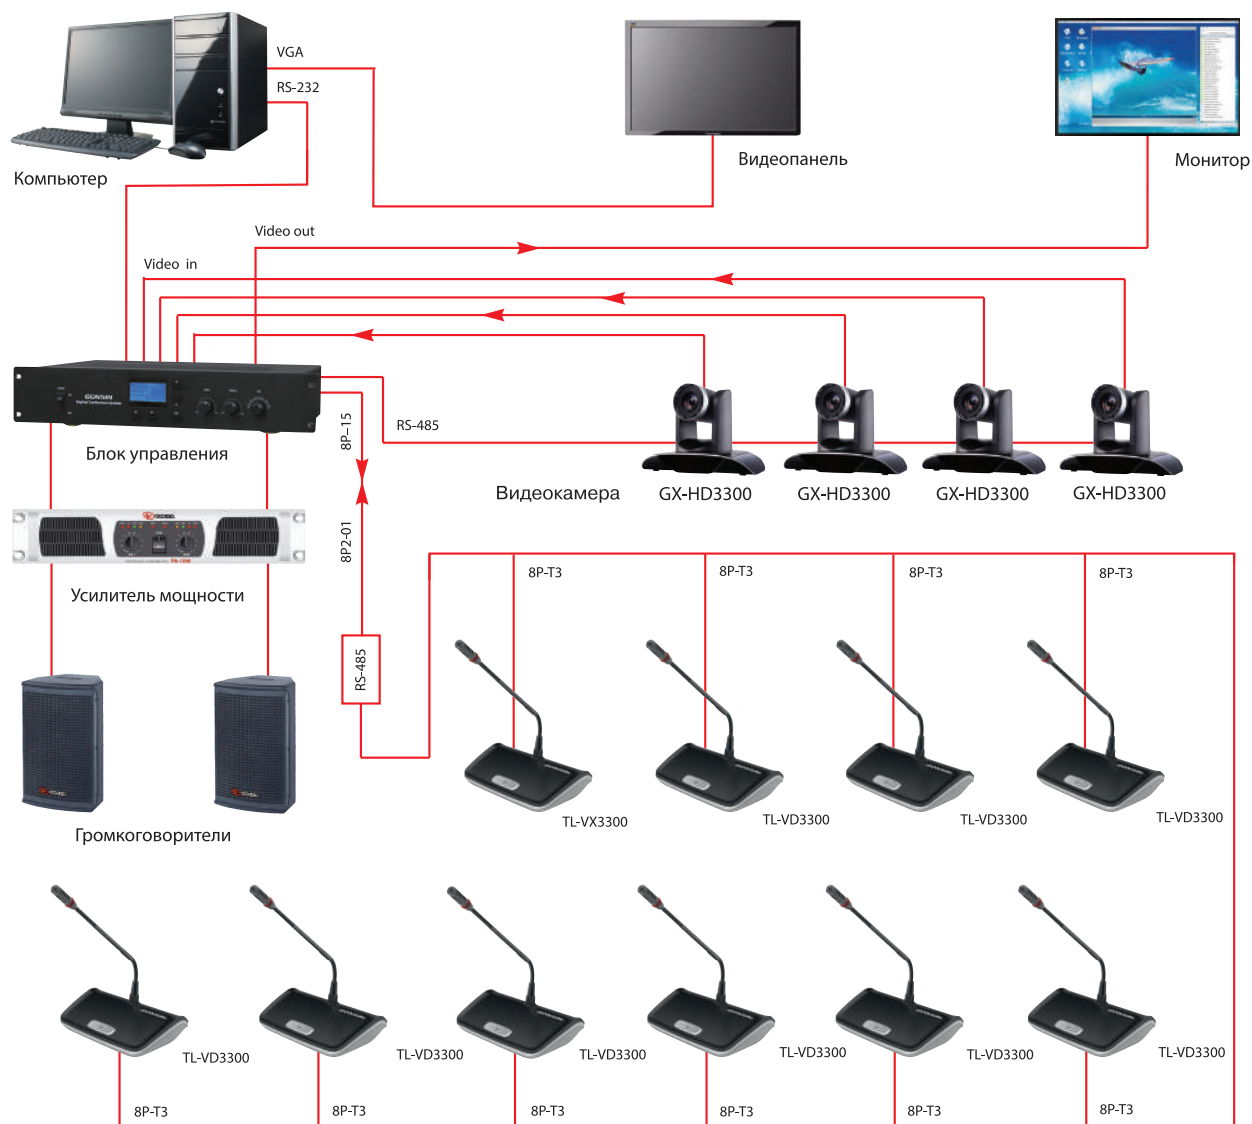 VGA
RS-232
Компьютер
Видеопанель
Монитор
Video out
Video in
GONSIN
Блок управления
8P–15
RS-485
8P2-01
Видеокамера
GX-HD3300
GX-HD3300
GX-HD3300
GX-HD3300
Усилитель мощности
RS-485
8P-T3
8P-T3
8P-T3
8P-T3
TL-VX3300
TL-VD3300
TL-VD3300
TL-VD3300
Громкоговорители
TL-VD3300
TL-VD3300
TL-VD3300
TL-VD3300
TL-VD3300
TL-VD3300
8P-T3
8P-T3
8P-T3
8P-T3
8P-T3
8P-T3